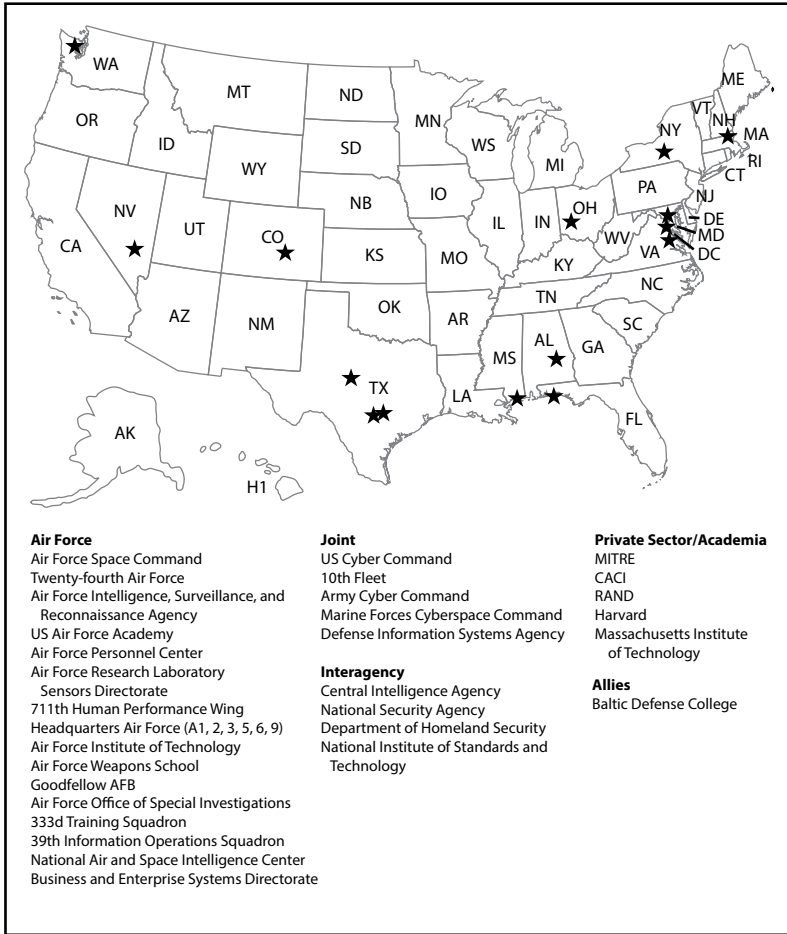 WA
MT
ND
MN
ME
VT
NH
OR
ID
SD
WS
NY
MA
WY
MI
RI
CT
NB
IO
PA
NJ
NV
UT
CO
IL
IN
OH
DE
CA
KS
MO
WV
VA
MD
DC
KY
AZ
NM
OK
AR
TN
NC
TX
MS
AL
GA
SC
LA
FL
AK
H1
Air Force
Air Force Space Command
Twenty-fourth Air Force
Air Force Intelligence, Surveillance, and
Reconnaissance Agency
US Air Force Academy
Air Force Personnel Center
Air Force Research Laboratory
Sensors Directorate
711th Human Performance Wing
Headquarters Air Force (A1, 2, 3, 5, 6, 9)
Air Force Institute of Technology
Air Force Weapons School
Goodfellow AFB
Air Force Office of Special Investigations
333d Training Squadron
39th Information Operations Squadron
National Air and Space Intelligence Center
Business and Enterprise Systems Directorate
Joint
US Cyber Command
10th Fleet
Army Cyber Command
Marine Forces Cyberspace Command
Defense Information Systems Agency
Interagency
Central Intelligence Agency
National Security Agency
Department of Homeland Security
National Institute of Standards and
Technology
Private Sector/Academia
MITRE
CACI
RAND
Harvard
Massachusetts Institute
of Technology
Allies
Baltic Defense College